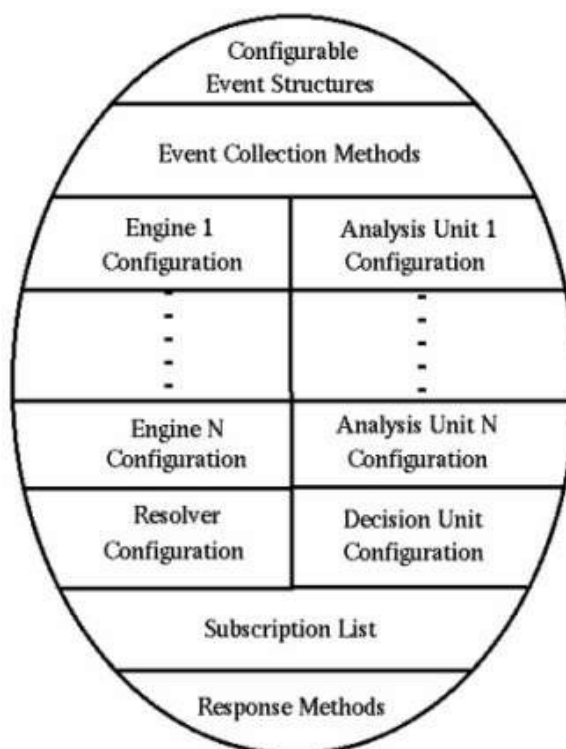 Configurable
Event Structures
Event Collection Methods
Engine 1
Configuration
Analysis Unit 1
Configuration
Engine N
Configuration
Analysis Unit N
Configuration
Resolver
Configuration
Decision Unit
Configuration
Subscription List
Response Methods